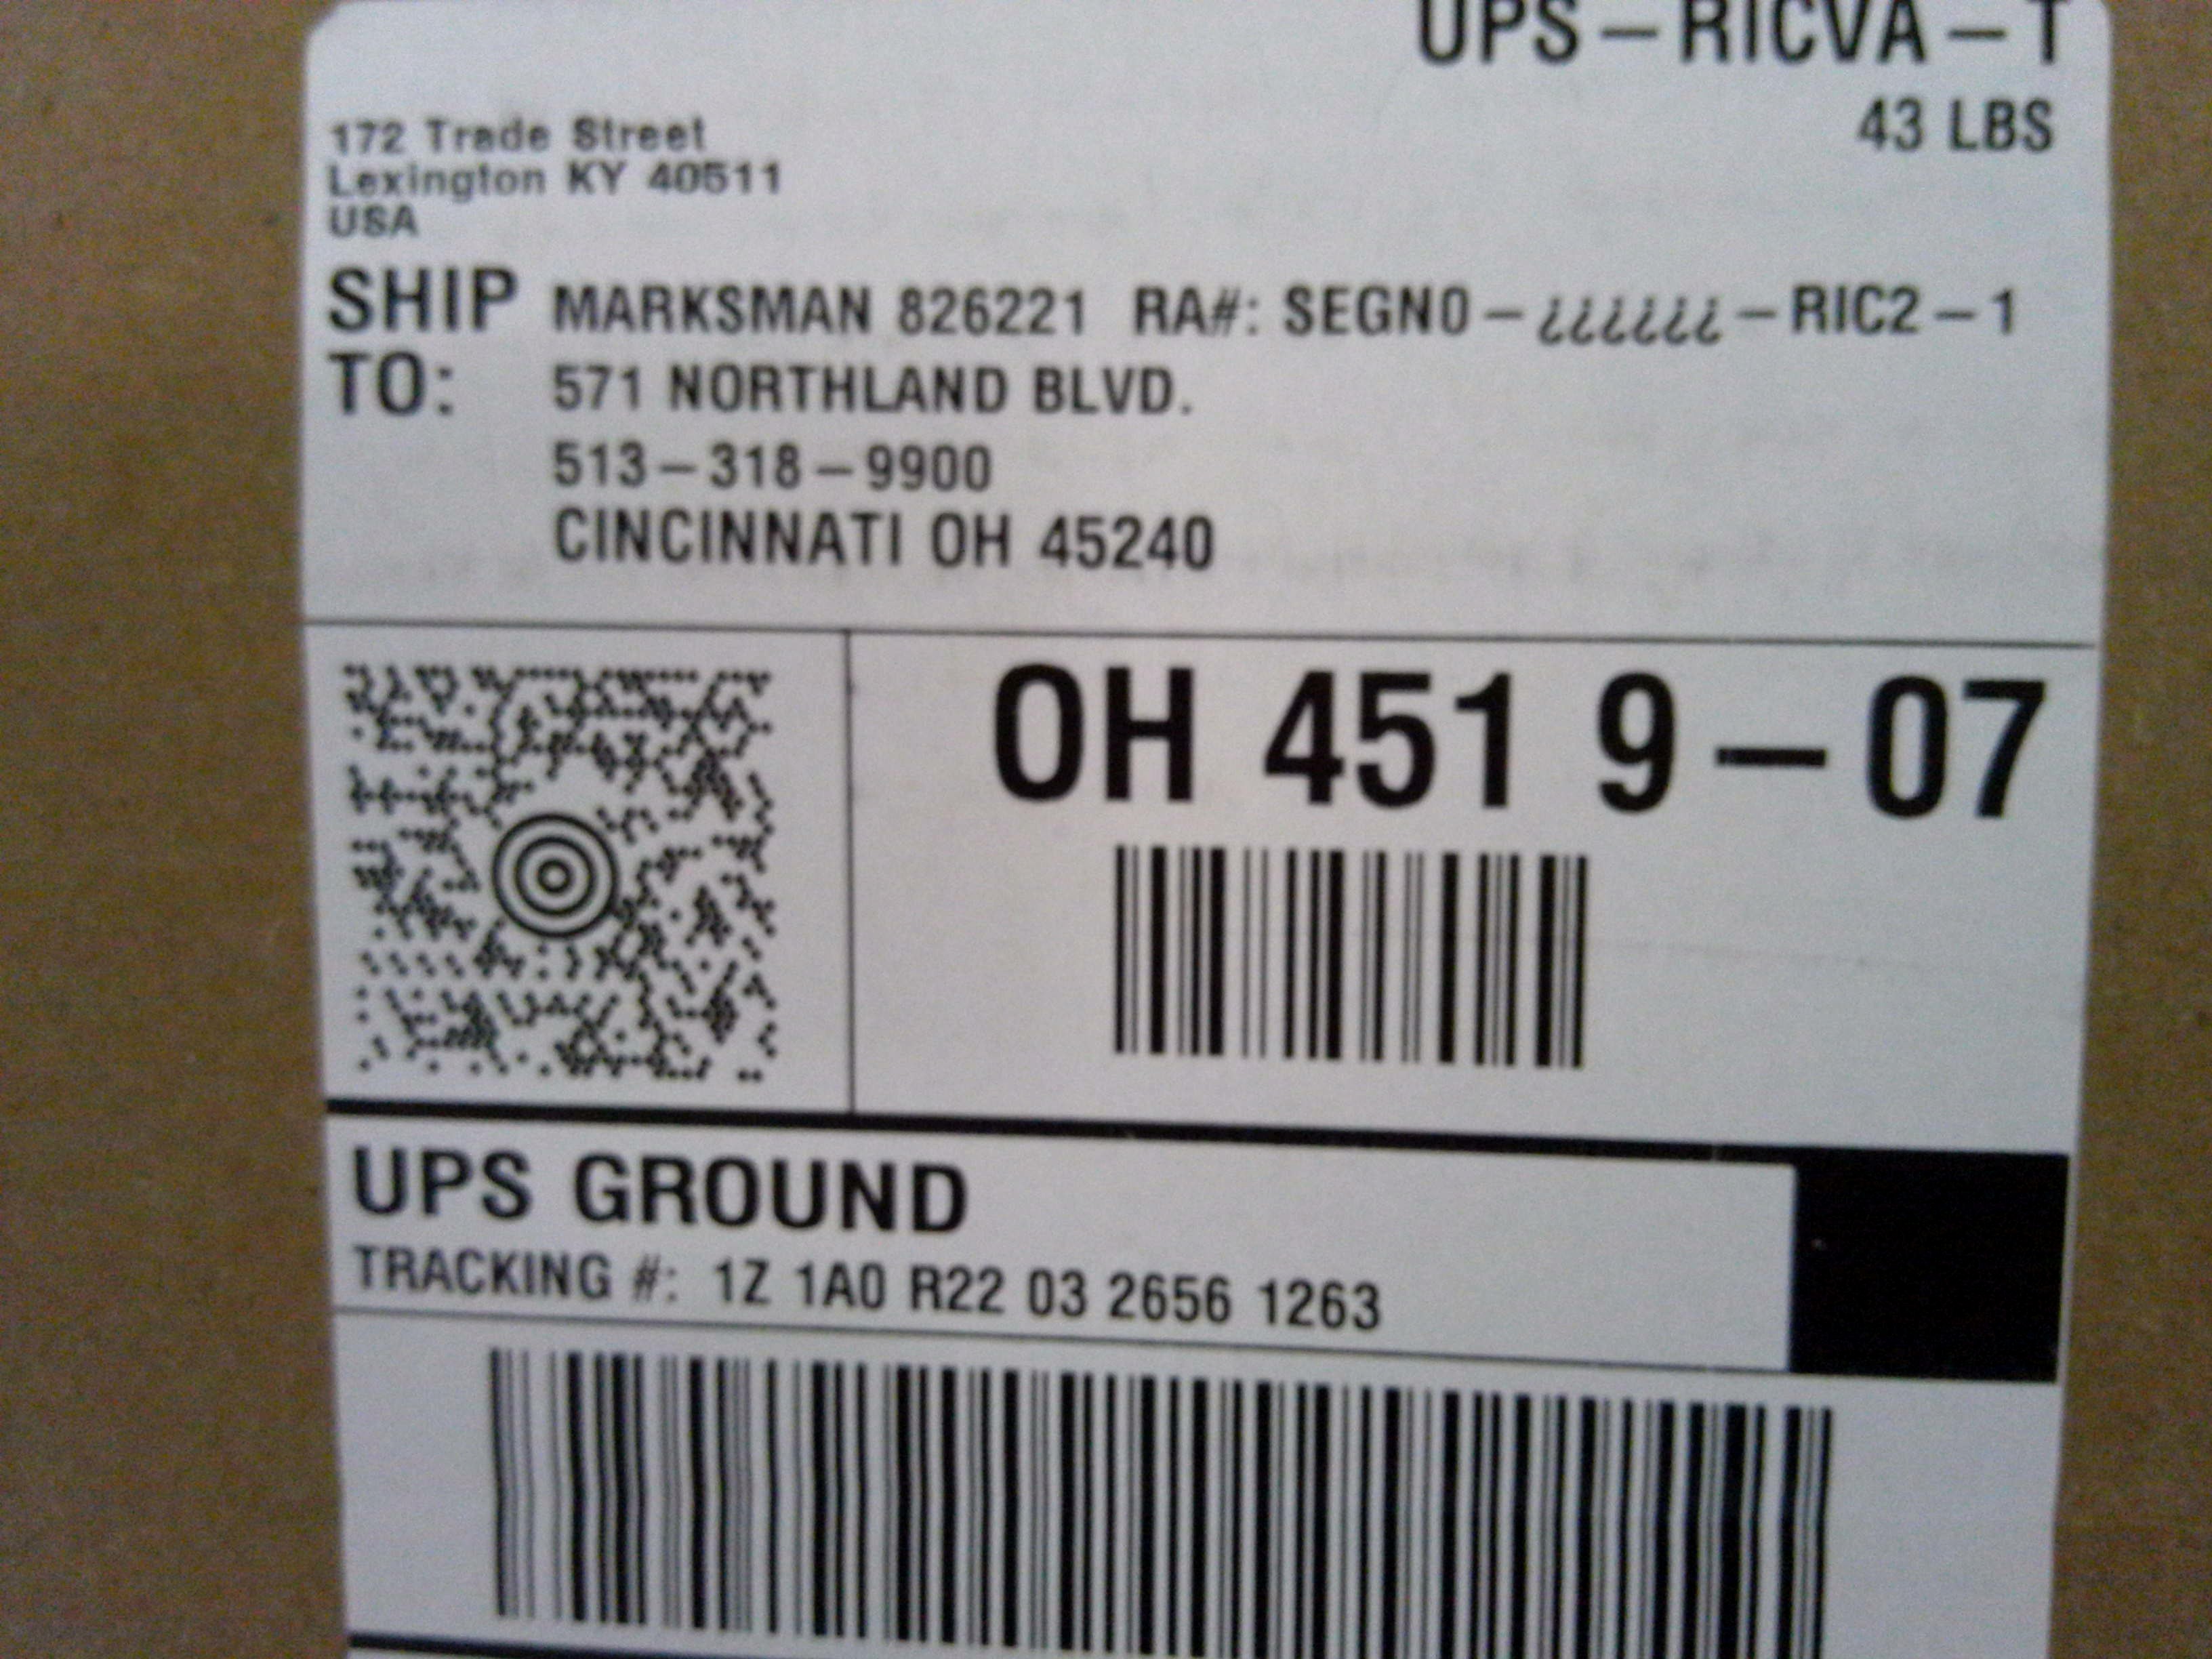 UPS-RICVA-T
43 LBS
172 Trade Street
Lexington KY 40511
USA
SHIP TO:
MARKSMAN 826221 RA#: SEGN0-¿¿¿¿¿¿-RIC2-1
571 NORTHLAND BLVD.
513-318-9900
CINCINNATI OH 45240
OH 451 9-07
UPS GROUND
TRACKING #: 1Z 1A0 R22 03 2656 1263